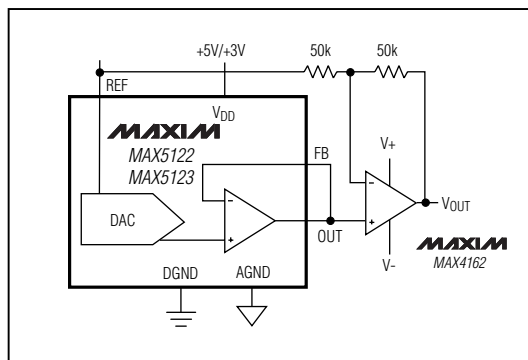 +5V/+3V
50k
50k
REF
VDD
MAXIM
MAX5122
MAX5123
FB
V+
DAC
OUT
VOUT
MAXIM
MAX4162
V-
DGND
AGND